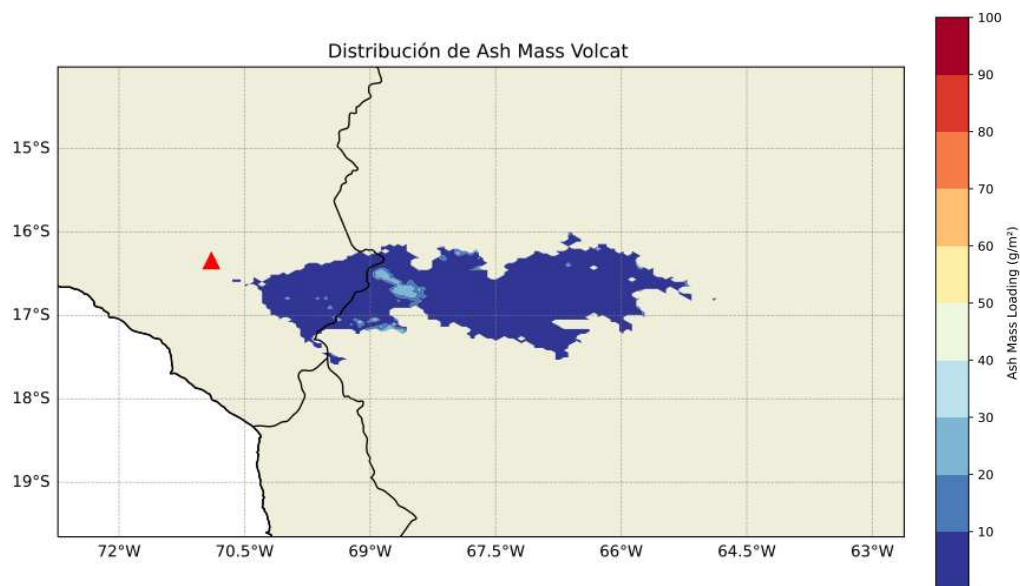 Distribución de Ash Mass Volcat
15°S
16°S
17°S
18°S
19°S
72°W 70.5°W 69°W 67.5°W 66°W 64.5°W 63°W
100
90
80
70
60
50
40
30
20
10
Ash Mass Loading (g/m²)